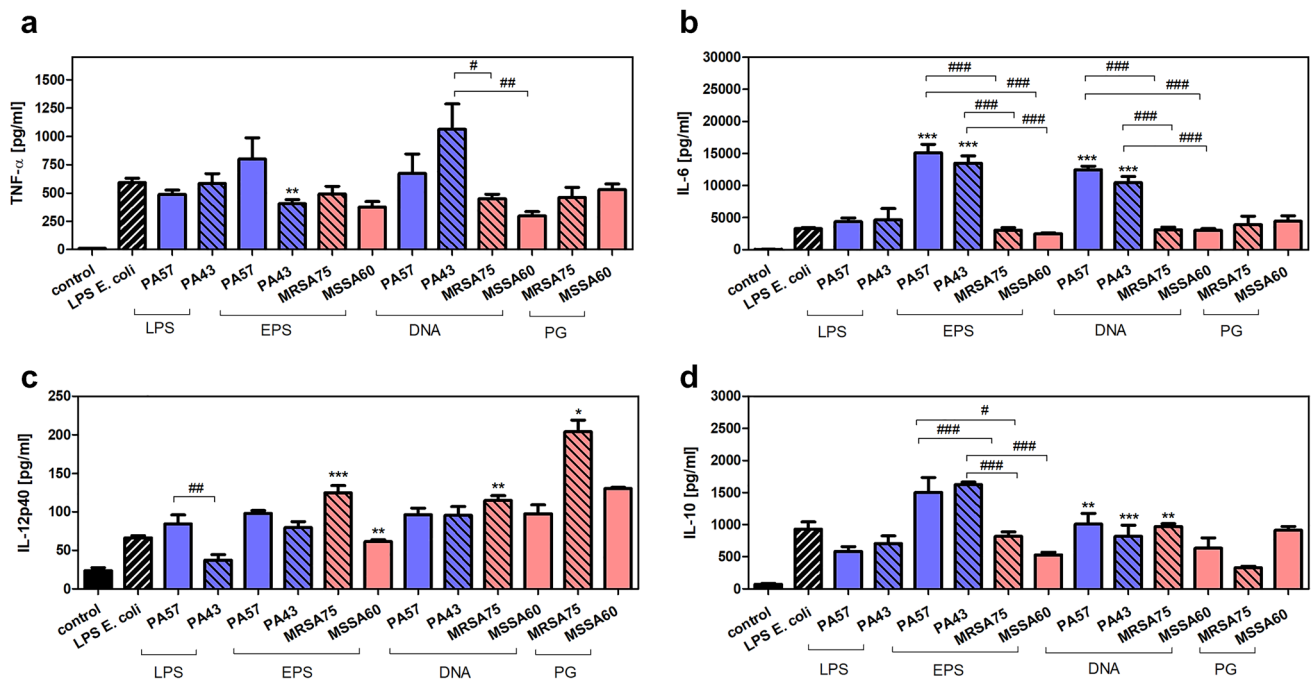 a
TNF-α [pg/ml]
1500
1250
1000
750
500
250
0
#
##
**
control
LPS E. coli
PA57
PA43
PA57
PA43
MRSA75
MSSA60
PA57
PA43
MRSA75
MSSA60
MRSA75
MSSA60
LPS
EPS
DNA
PG
b
IL-6 [pg/ml]
30000
25000
20000
15000
10000
5000
0
###
###
###
###
###
###
###
###
***
***
***
***
control
LPS E. coli
PA57
PA43
PA57
PA43
MRSA75
MSSA60
PA57
PA43
MRSA75
MSSA60
MRSA75
MSSA60
LPS
EPS
DNA
PG
c
IL-12p40 [pg/ml]
250
200
150
100
50
0
##
***
**
**
*
control
LPS E. coli
PA57
PA43
PA57
PA43
MRSA75
MSSA60
PA57
PA43
MRSA75
MSSA60
MRSA75
MSSA60
LPS
EPS
DNA
PG
d
IL-10 [pg/ml]
3000
2500
2000
1500
1000
500
0
#
###
###
###
**
***
**
control
LPS E. coli
PA57
PA43
PA57
PA43
MRSA75
MSSA60
PA57
PA43
MRSA75
MSSA60
MRSA75
MSSA60
LPS
EPS
DNA
PG